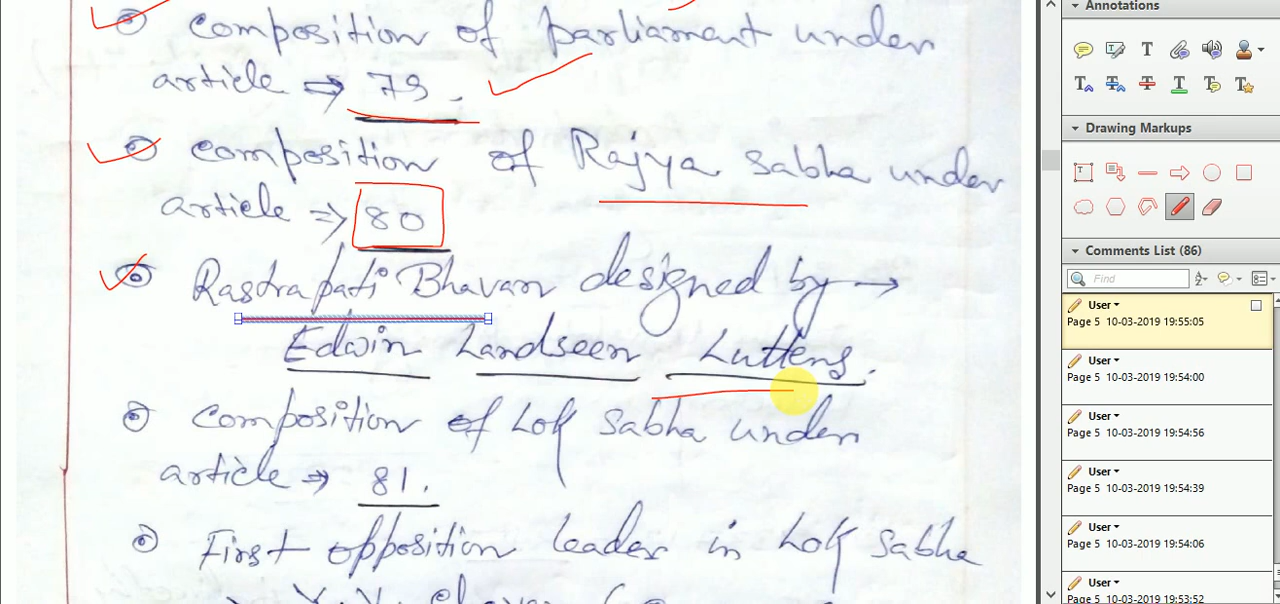 composition of parliament under
article ⇒ 79.
composition of Rajya sabha under
article ⇒ 80
Rastrapati Bhavan designed by →
Edwin Landseen Luttens.
composition of Lok sabha under
article → 81.
First opposition leader in Lok sabha
Annotations
Drawing Markups
Comments List (86)
Find
User
Page 5 10-03-2019 19:55:05
User
Page 5 10-03-2019 19:54:00
User
Page 5 10-03-2019 19:54:56
User
Page 5 10-03-2019 19:54:39
User
Page 5 10-03-2019 19:54:06
User
Page 5 10-03-2019 19:53:52